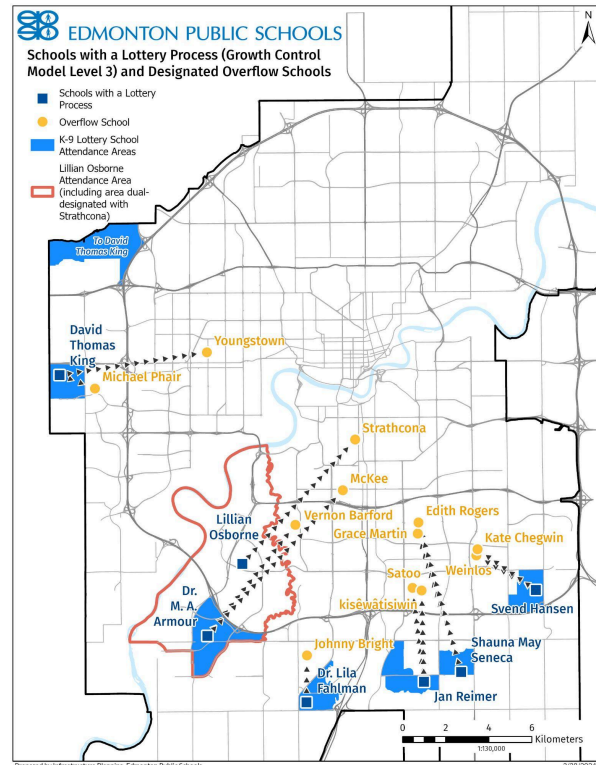 EDMONTON PUBLIC SCHOOLS
N
Schools with a Lottery Process (Growth Control
Model Level 3) and Designated Overflow Schools
Schools with a Lottery
Process
Overflow School
K-9 Lottery School
Attendance Areas
Lillian Osborne
Attendance Area
(including area dual-
designated with
Strathcona)
To David
Thomas King
David
Thomas
King
Youngstown
Michael Phair
Strathcona
McKee
Lillian
Osborne
Vernon Barford
Edith Rogers
Grace Martin
Kate Chegwin
Weinlos
Dr.
M. A.
Armour
Satoo
kisêwâtisiwin
Svend Hansen
Johnny Bright
Shauna May
Seneca
Dr. Lila
Fahlman
Jan Reimer
0 2 4 6
Kilometers
1:130,000